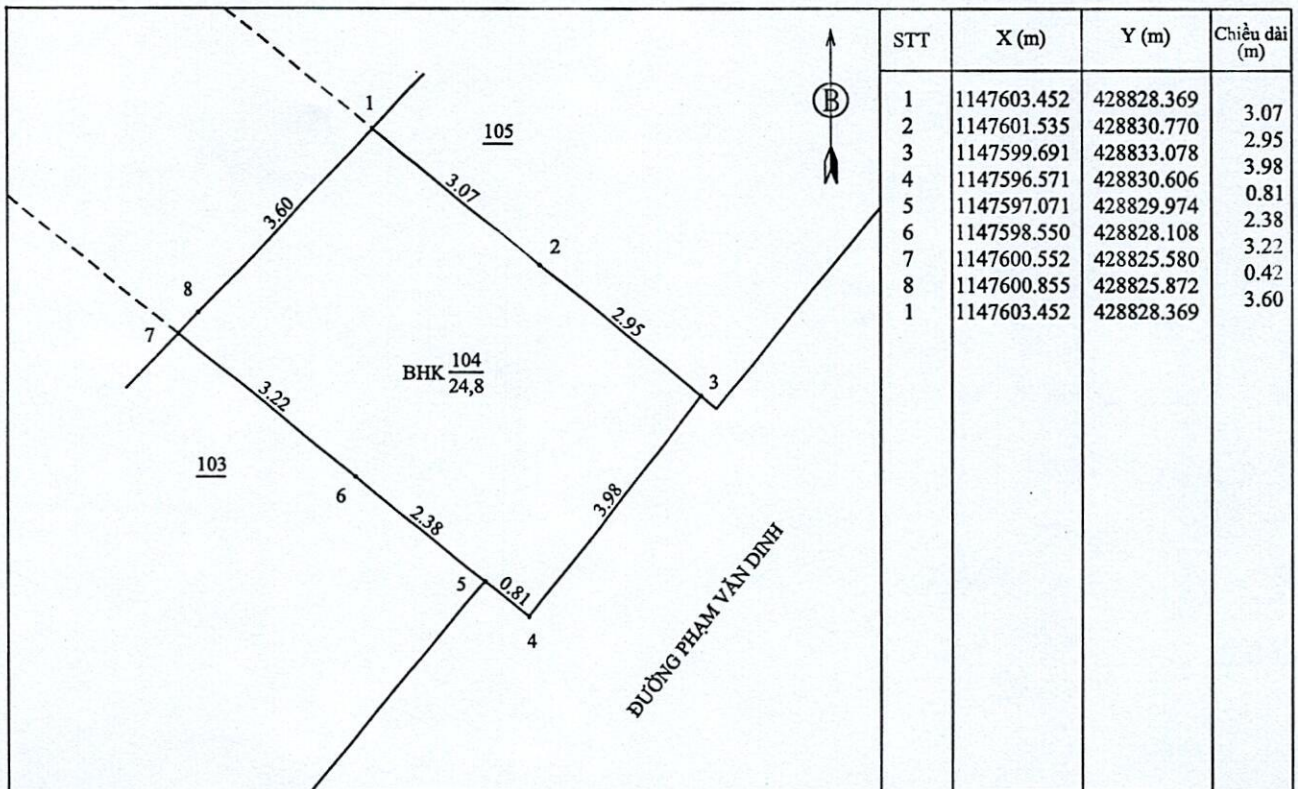 1
105
3.07
3.60
2
8
2.95
7
3
BHK 104
24,8
3.22
103
6
3.98
2.38
5
0.81
4
ĐƯỜNG PHẠM VĂN DINH
B
STT X (m) Y (m) Chiều dài (m)
1 1147603.452 428828.369
3.07
2 1147601.535 428830.770
2.95
3 1147599.691 428833.078
3.98
4 1147596.571 428830.606
0.81
5 1147597.071 428829.974
2.38
6 1147598.550 428828.108
3.22
7 1147600.552 428825.580
0.42
8 1147600.855 428825.872
3.60
1 1147603.452 428828.369